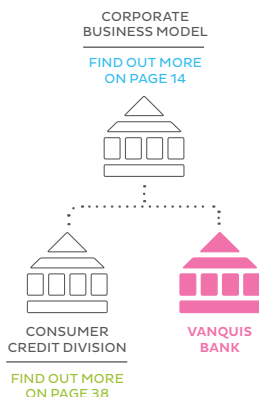 CORPORATE
BUSINESS MODEL
FIND OUT MORE
ON PAGE 14
CONSUMER
CREDIT DIVISION
FIND OUT MORE
ON PAGE 38
VANQUIS
BANK